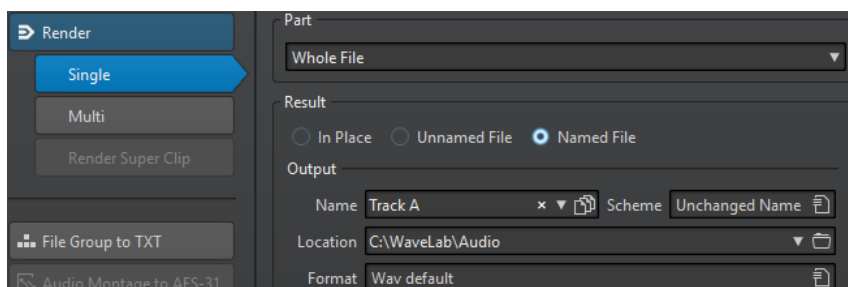 Render
Single
Multi
Render Super Clip
File Group to TXT
Audio Montage to AES-31
Part
Whole File
Result
In Place Unnamed File Named File
Output
Name Track A Scheme Unchanged Name
Location C:\WaveLab\Audio
Format Wav default